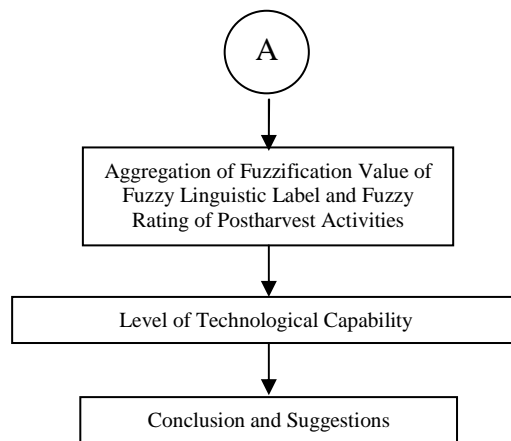 A
Aggregation of Fuzzification Value of
Fuzzy Linguistic Label and Fuzzy
Rating of Postharvest Activities
Level of Technological Capability
Conclusion and Suggestions